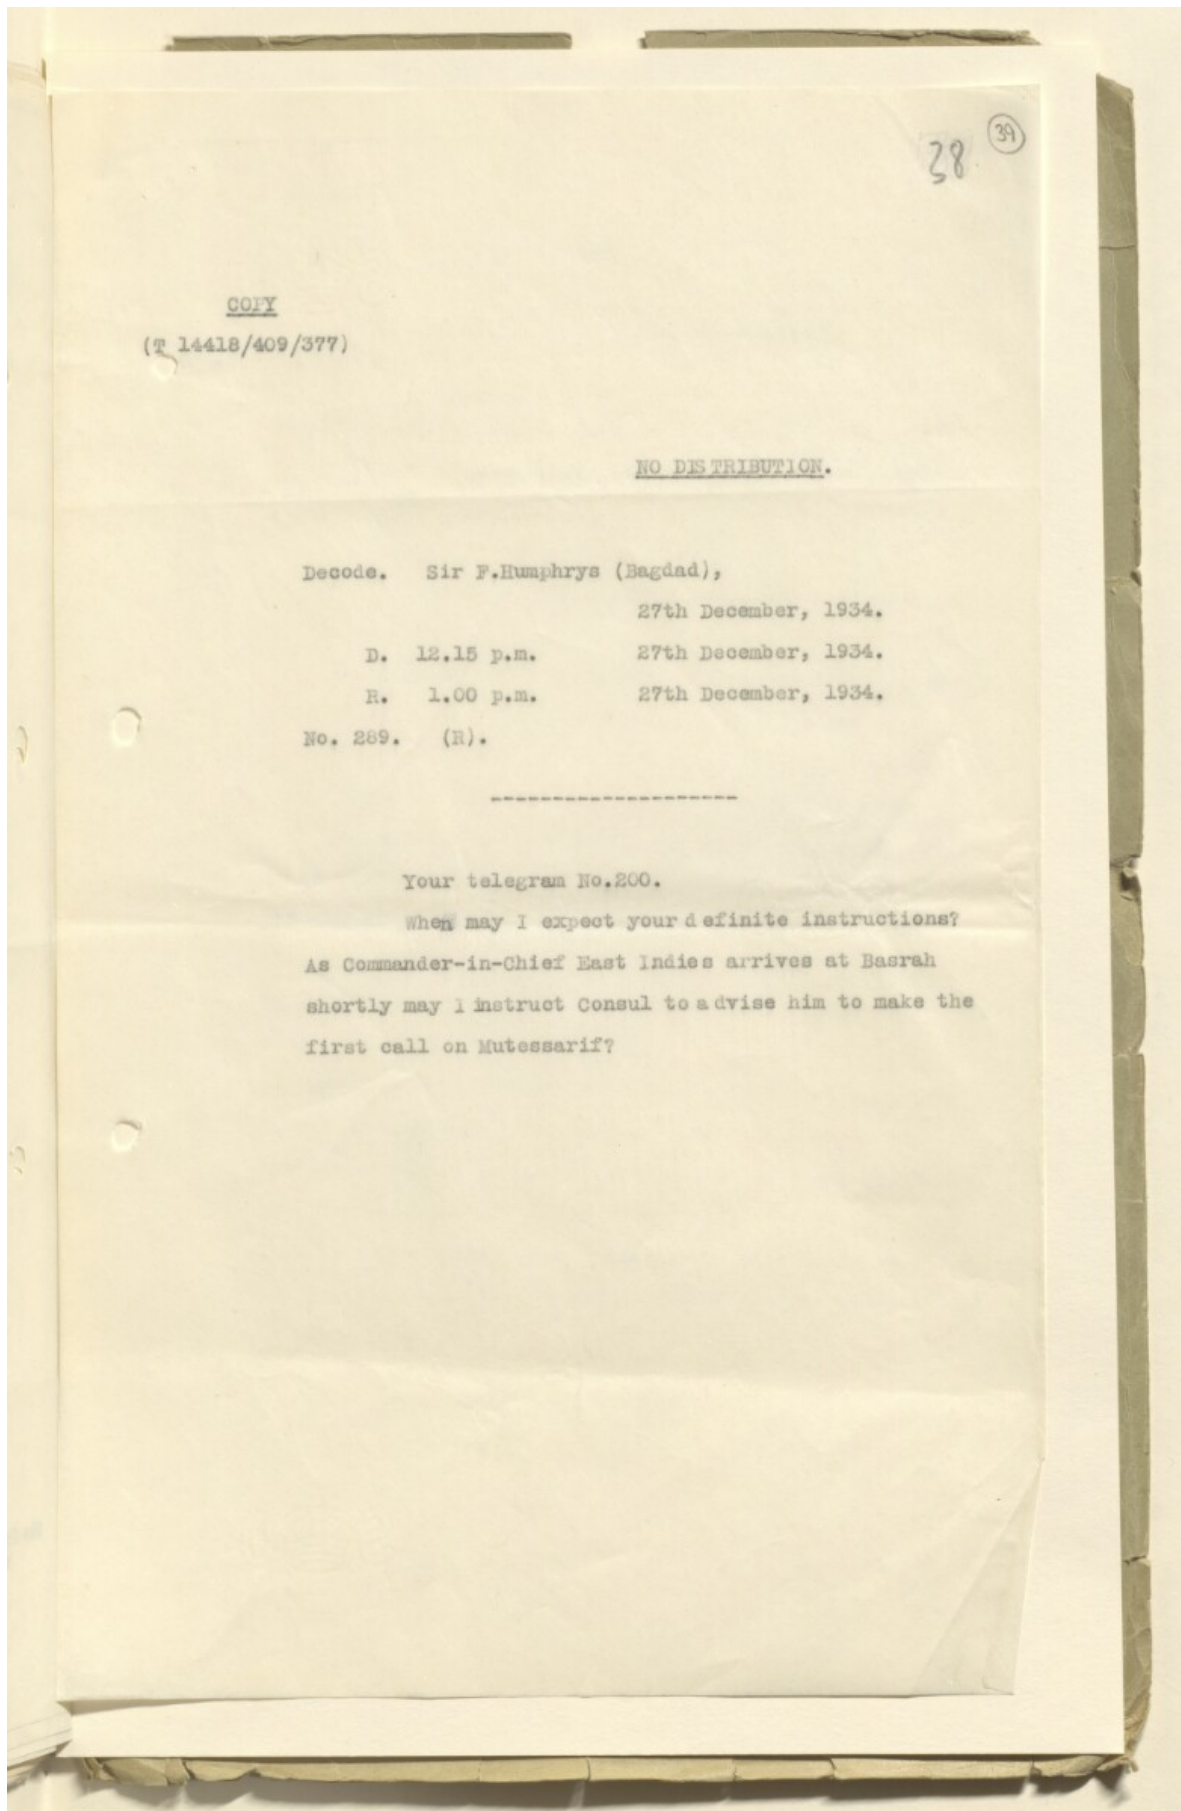 39
38
COPY
(T 14418/409/377)
NO DISTRIBUTION.
Decode. Sir F.Humphrys (Bagdad),
27th December, 1934.
D. 12.15 p.m. 27th December, 1934.
R. 1.00 p.m. 27th December, 1934.
No. 289. (R).
--------------------
Your telegram No.200.
When may I expect your definite instructions?
As Commander-in-Chief East Indies arrives at Basrah
shortly may I instruct Consul to advise him to make the
first call on Mutessarif?